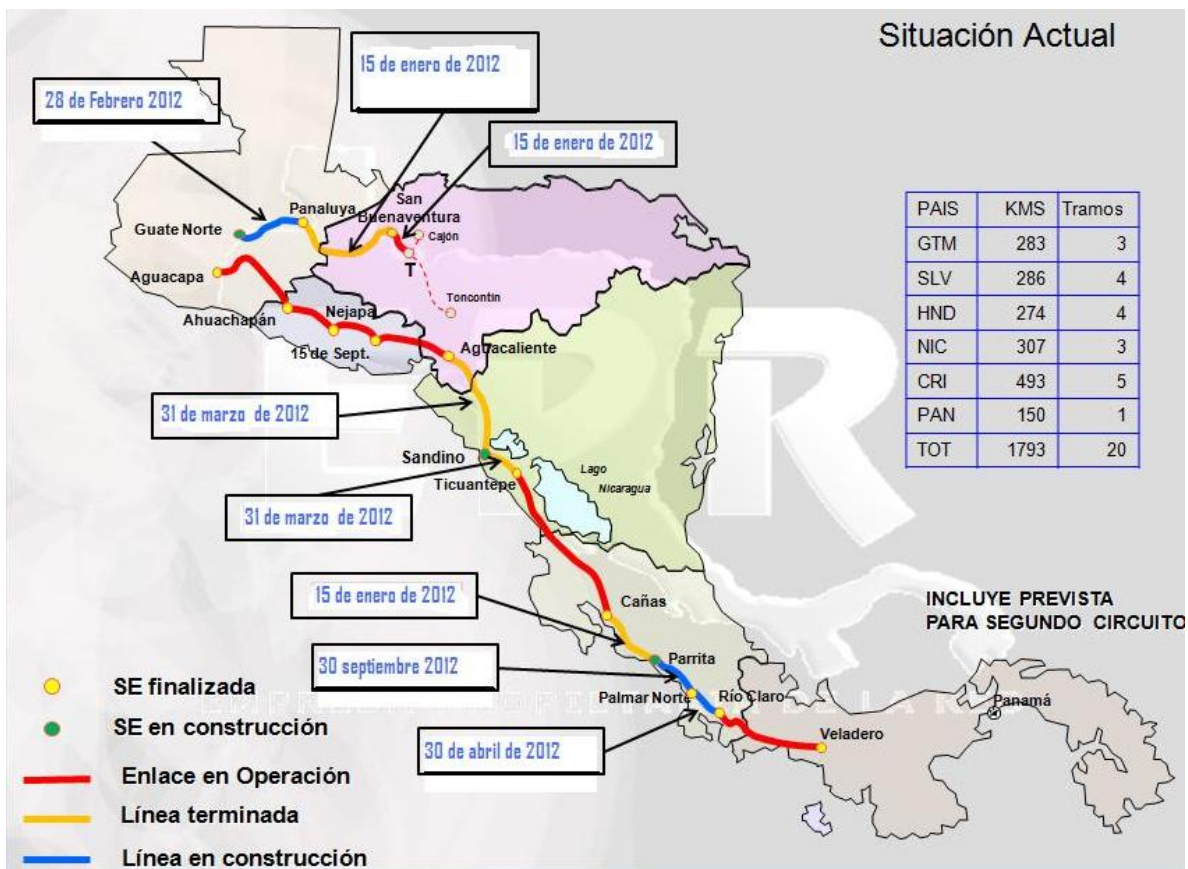 Situación Actual
15 de enero de 2012
28 de Febrero 2012
15 de enero de 2012
San
Buenaventura
Panaluya
Cajón
Guate Norte
T
Aguacapa
Toncontin
Ahuachapán
Nejapa
15 de Sept.
Aguacaliente
PAIS KMS Tramos
GTM 283 3
SLV 286 4
HND 274 4
NIC 307 3
CRI 493 5
PAN 150 1
TOT 1793 20
31 de marzo de 2012
Sandino
Ticuantepe
Lago
Nicaragua
31 de marzo de 2012
15 de enero de 2012
Cañas
INCLUYE PREVISTA
PARA SEGUNDO CIRCUITO
30 septiembre 2012
Parrita
Palmar Norte
Río Claro
Panamá
Veladero
30 de abril de 2012
SE finalizada
SE en construcción
Enlace en Operación
Línea terminada
Línea en construcción
EPR